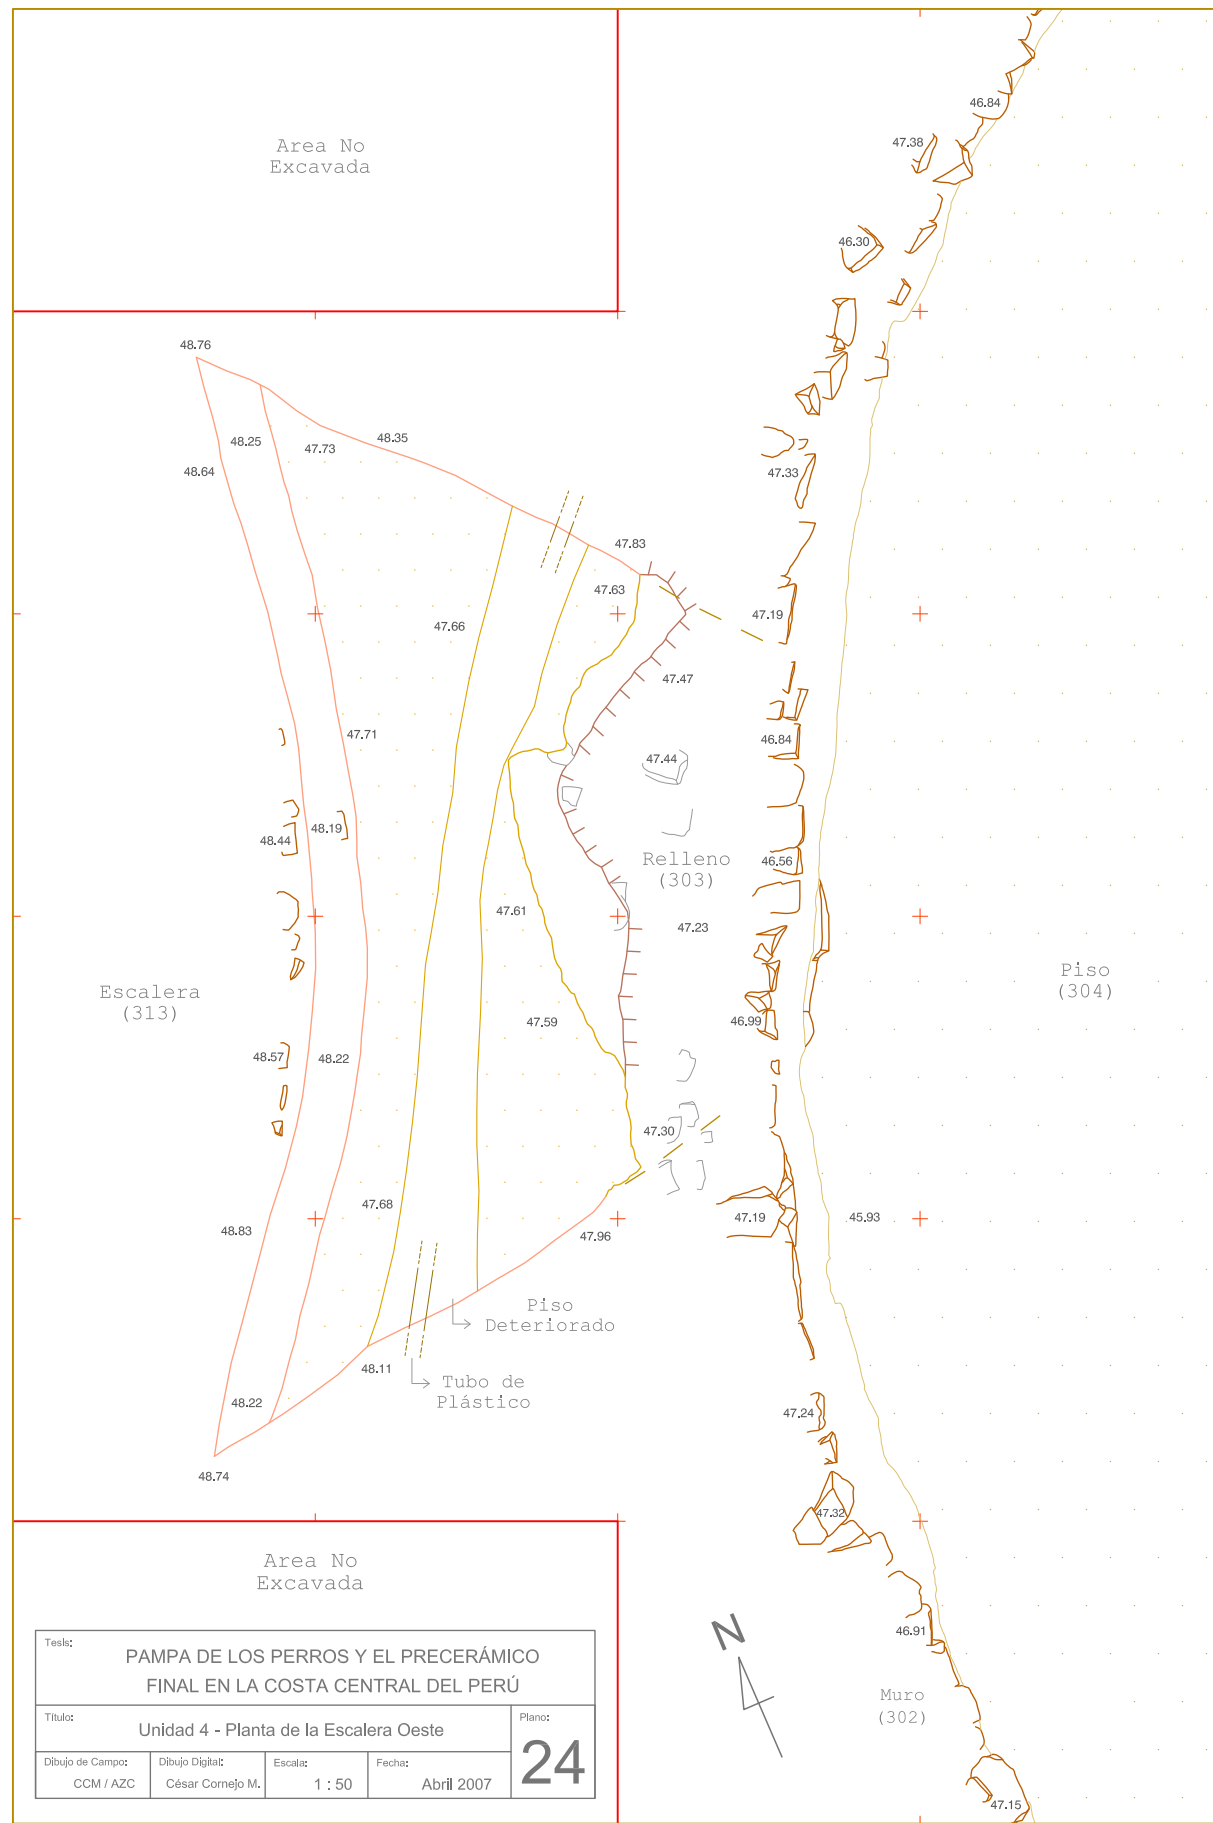 Area No
Excavada
46.84
47.38
46.30
48.76
48.25
47.73
48.35
48.64
47.33
47.83
47.63
47.66
47.19
47.47
47.71
46.84
47.44
48.19
48.44
46.56
Relleno
(303)
47.61
47.23
Escalera
(313)
Piso
(304)
47.59
46.99
48.57
48.22
47.30
47.68
48.83
47.96
47.19
45.93
Piso
Deteriorado
48.11
Tubo de
Plástico
48.22
47.24
48.74
47.32
Area No
Excavada
46.91
N
Muro
(302)
47.15
Tesis:
PAMPA DE LOS PERROS Y EL PRECERÁMICO
FINAL EN LA COSTA CENTRAL DEL PERÚ
Título:
Unidad 4 - Planta de la Escalera Oeste
Plano:
24
Dibujo de Campo:
CCM / AZC
Dibujo Digital:
César Cornejo M.
Escala:
1 : 50
Fecha:
Abril 2007